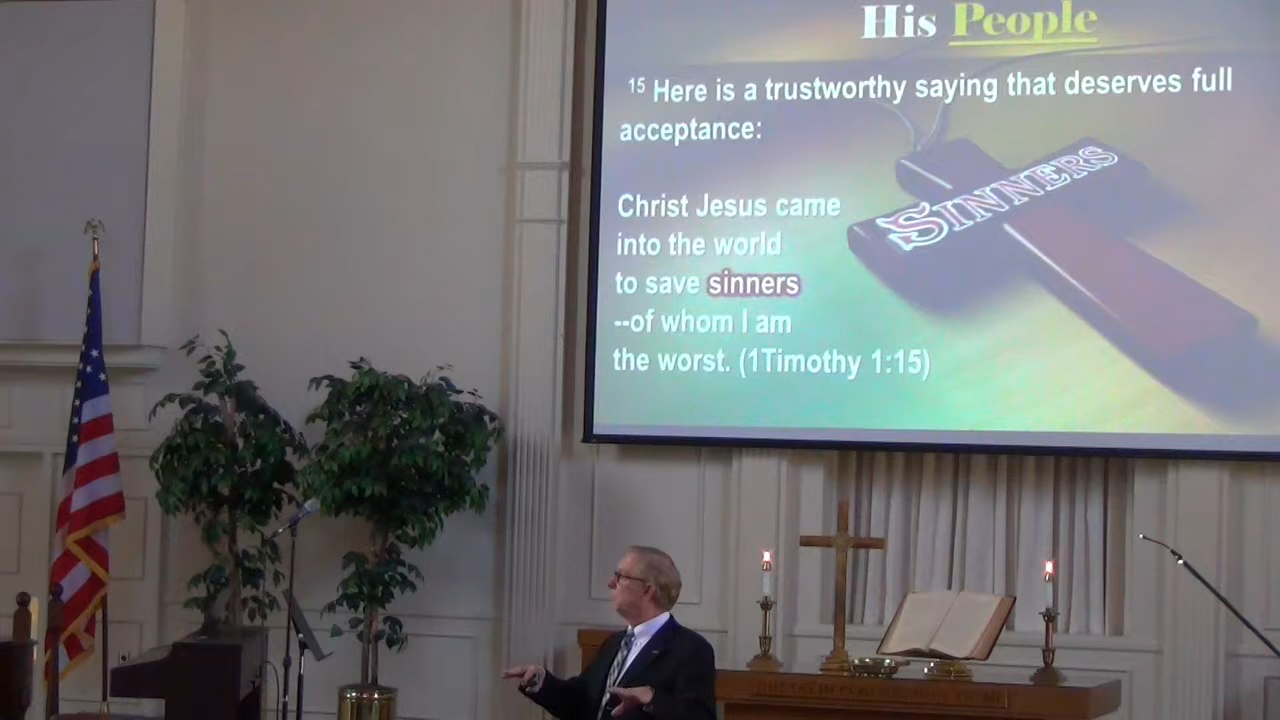 His People
15 Here is a trustworthy saying that deserves full
acceptance:
SINNERS
Christ Jesus came
into the world
to save sinners
--of whom I am
the worst. (1Timothy 1:15)